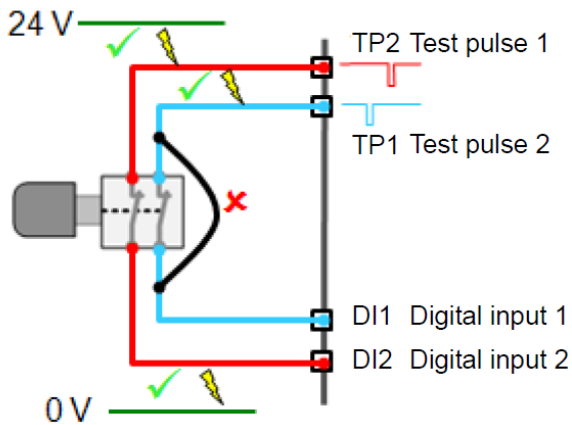 24 V
TP2 Test pulse 1
TP1 Test pulse 2
DI1 Digital input 1
DI2 Digital input 2
0 V